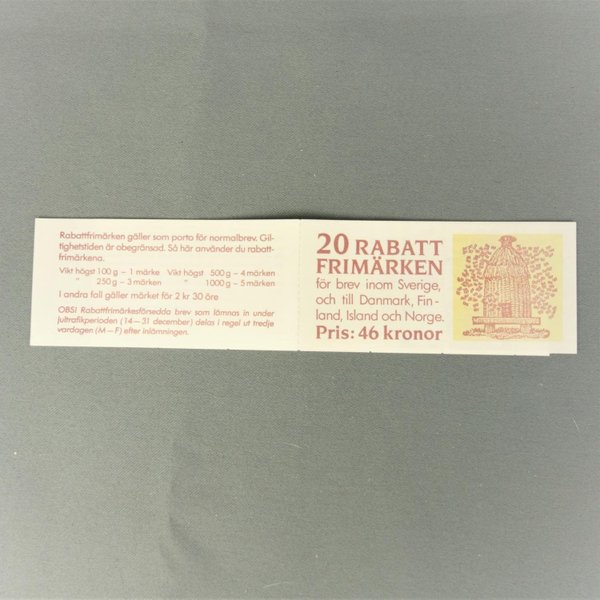 Rabattfrimärken gäller som porto för normalbrev. Gil-
tighetstiden är obegränsad. Så här använder du rabatt-
frimärkena.
Vikt högst 100 g – 1 märke Vikt högst 500 g – 4 märken
" 250 g – 3 märken " 1000 g – 5 märken
I andra fall gäller märket för 2 kr 30 öre
OBS! Rabattfrimärkesförsedda brev som lämnas in under
jultrafikperioden (14–31 december) delas i regel ut tredje
vardagen (M–F) efter inlämningen.
20 RABATT
FRIMÄRKEN
för brev inom Sverige,
och till Danmark, Fin-
land, Island och Norge.
Pris: 46 kronor